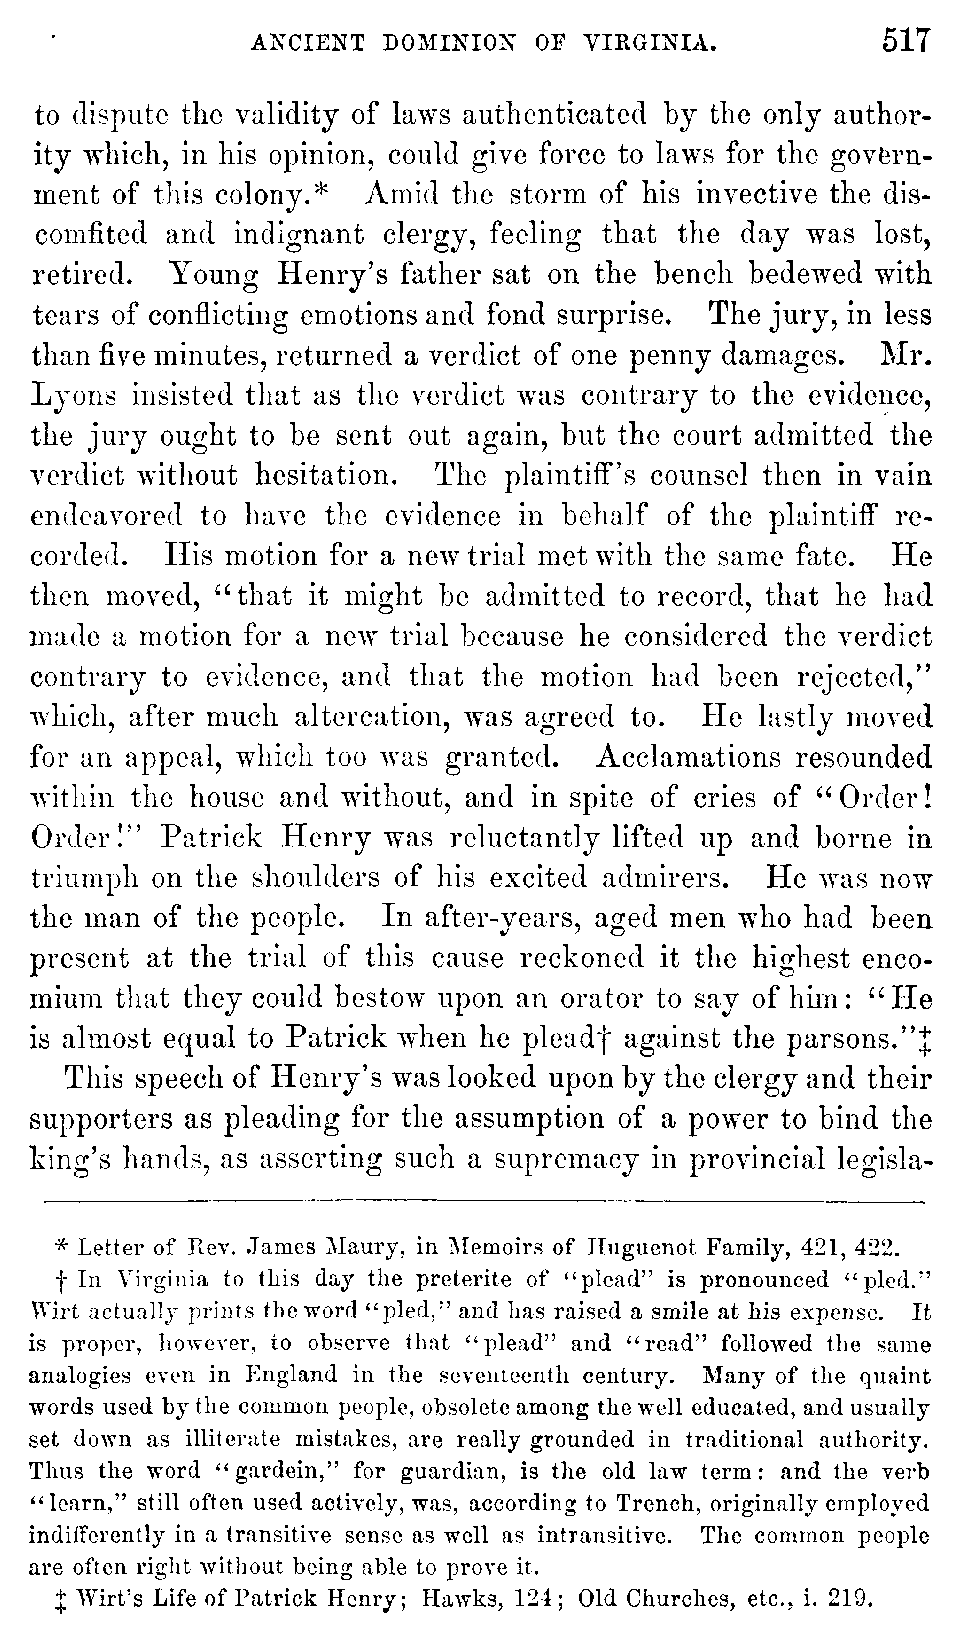 ANCIENT DOMINION OF VIRGINIA. 517
to dispute the validity of laws authenticated by the only author-
ity which, in his opinion, could give force to laws for the govern-
ment of this colony.* Amid the storm of his invective the dis-
comfited and indignant clergy, feeling that the day was lost,
retired. Young Henry's father sat on the bench bedewed with
tears of conflicting emotions and fond surprise. The jury, in less
than five minutes, returned a verdict of one penny damages. Mr.
Lyons insisted that as the verdict was contrary to the evidence,
the jury ought to be sent out again, but the court admitted the
verdict without hesitation. The plaintiff's counsel then in vain
endeavored to have the evidence in behalf of the plaintiff re-
corded. His motion for a new trial met with the same fate. He
then moved, "that it might be admitted to record, that he had
made a motion for a new trial because he considered the verdict
contrary to evidence, and that the motion had been rejected,"
which, after much altercation, was agreed to. He lastly moved
for an appeal, which too was granted. Acclamations resounded
within the house and without, and in spite of cries of "Order!
Order!" Patrick Henry was reluctantly lifted up and borne in
triumph on the shoulders of his excited admirers. He was now
the man of the people. In after-years, aged men who had been
present at the trial of this cause reckoned it the highest enco-
mium that they could bestow upon an orator to say of him: "He
is almost equal to Patrick when he plead† against the parsons."‡
This speech of Henry's was looked upon by the clergy and their
supporters as pleading for the assumption of a power to bind the
king's hands, as asserting such a supremacy in provincial legisla-
* Letter of Rev. James Maury, in Memoirs of Huguenot Family, 421, 422.
† In Virginia to this day the preterite of "plead" is pronounced "pled."
Wirt actually prints the word "pled," and has raised a smile at his expense. It
is proper, however, to observe that "plead" and "read" followed the same
analogies even in England in the seventeenth century. Many of the quaint
words used by the common people, obsolete among the well educated, and usually
set down as illiterate mistakes, are really grounded in traditional authority.
Thus the word "gardein," for guardian, is the old law term: and the verb
"learn," still often used actively, was, according to Trench, originally employed
indifferently in a transitive sense as well as intransitive. The common people
are often right without being able to prove it.
‡ Wirt's Life of Patrick Henry; Hawks, 124; Old Churches, etc., i. 219.